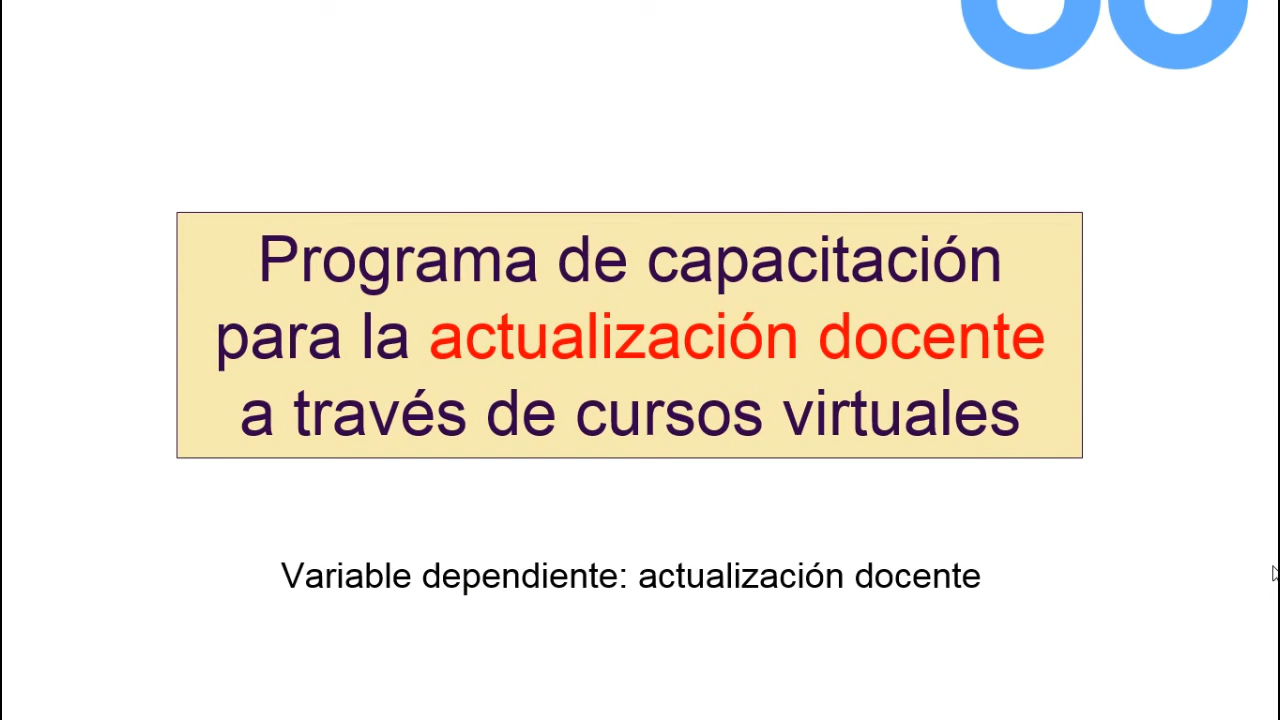 Programa de capacitación
para la actualización docente
a través de cursos virtuales
Variable dependiente: actualización docente